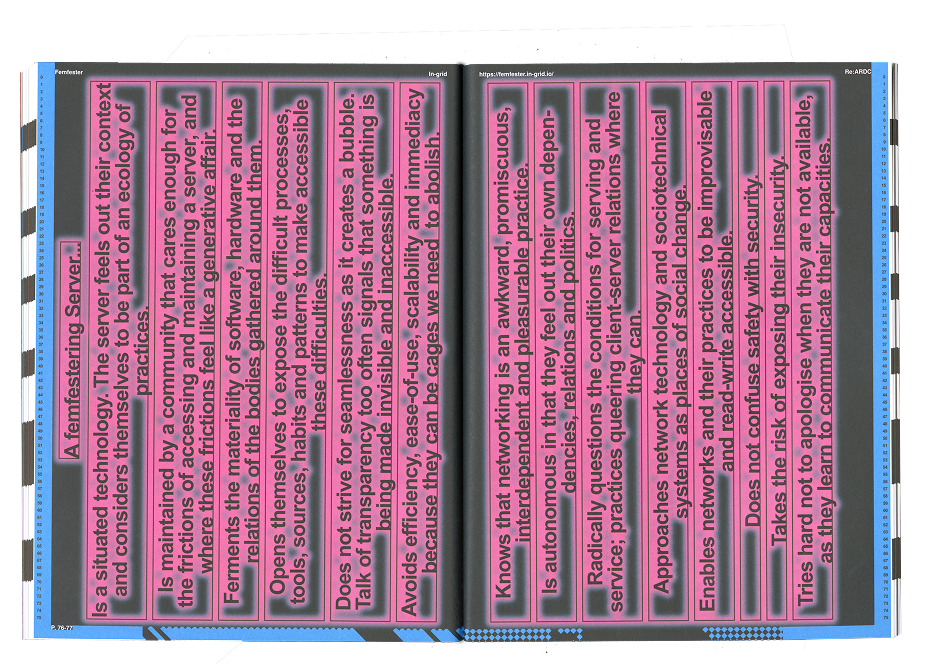 Femfester
In-grid
https://femfester.in-grid.io/
Re:ARDC
A femfestering Server...
Is a situated technology. The server feels out their context
and considers themselves to be part of an ecology of
practices.
Is maintained by a community that cares enough for
the frictions of accessing and maintaining a server, and
where these frictions feel like a generative affair.
Ferments the materiality of software, hardware and the
relations of the bodies gathered around them.
Opens themselves to expose the difficult processes,
tools, sources, habits and patterns to make accessible
these difficulties.
Does not strive for seamlessness as it creates a bubble.
Talk of transparency too often signals that something is
being made invisible and inaccessible.
Avoids efficiency, ease-of-use, scalability and immediacy
because they can be cages we need to abolish.
Knows that networking is an awkward, promiscuous,
interdependent and pleasurable practice.
Is autonomous in that they feel out their own depen-
dencies, relations and politics.
Radically questions the conditions for serving and
service; practices queering client-server relations where
they can.
Approaches network technology and sociotechnical
systems as places of social change.
Enables networks and their practices to be improvisable
and read-write accessible.
Does not confuse safety with security.
Takes the risk of exposing their insecurity.
Tries hard not to apologise when they are not available,
as they learn to communicate their capacities.
P. 76-77